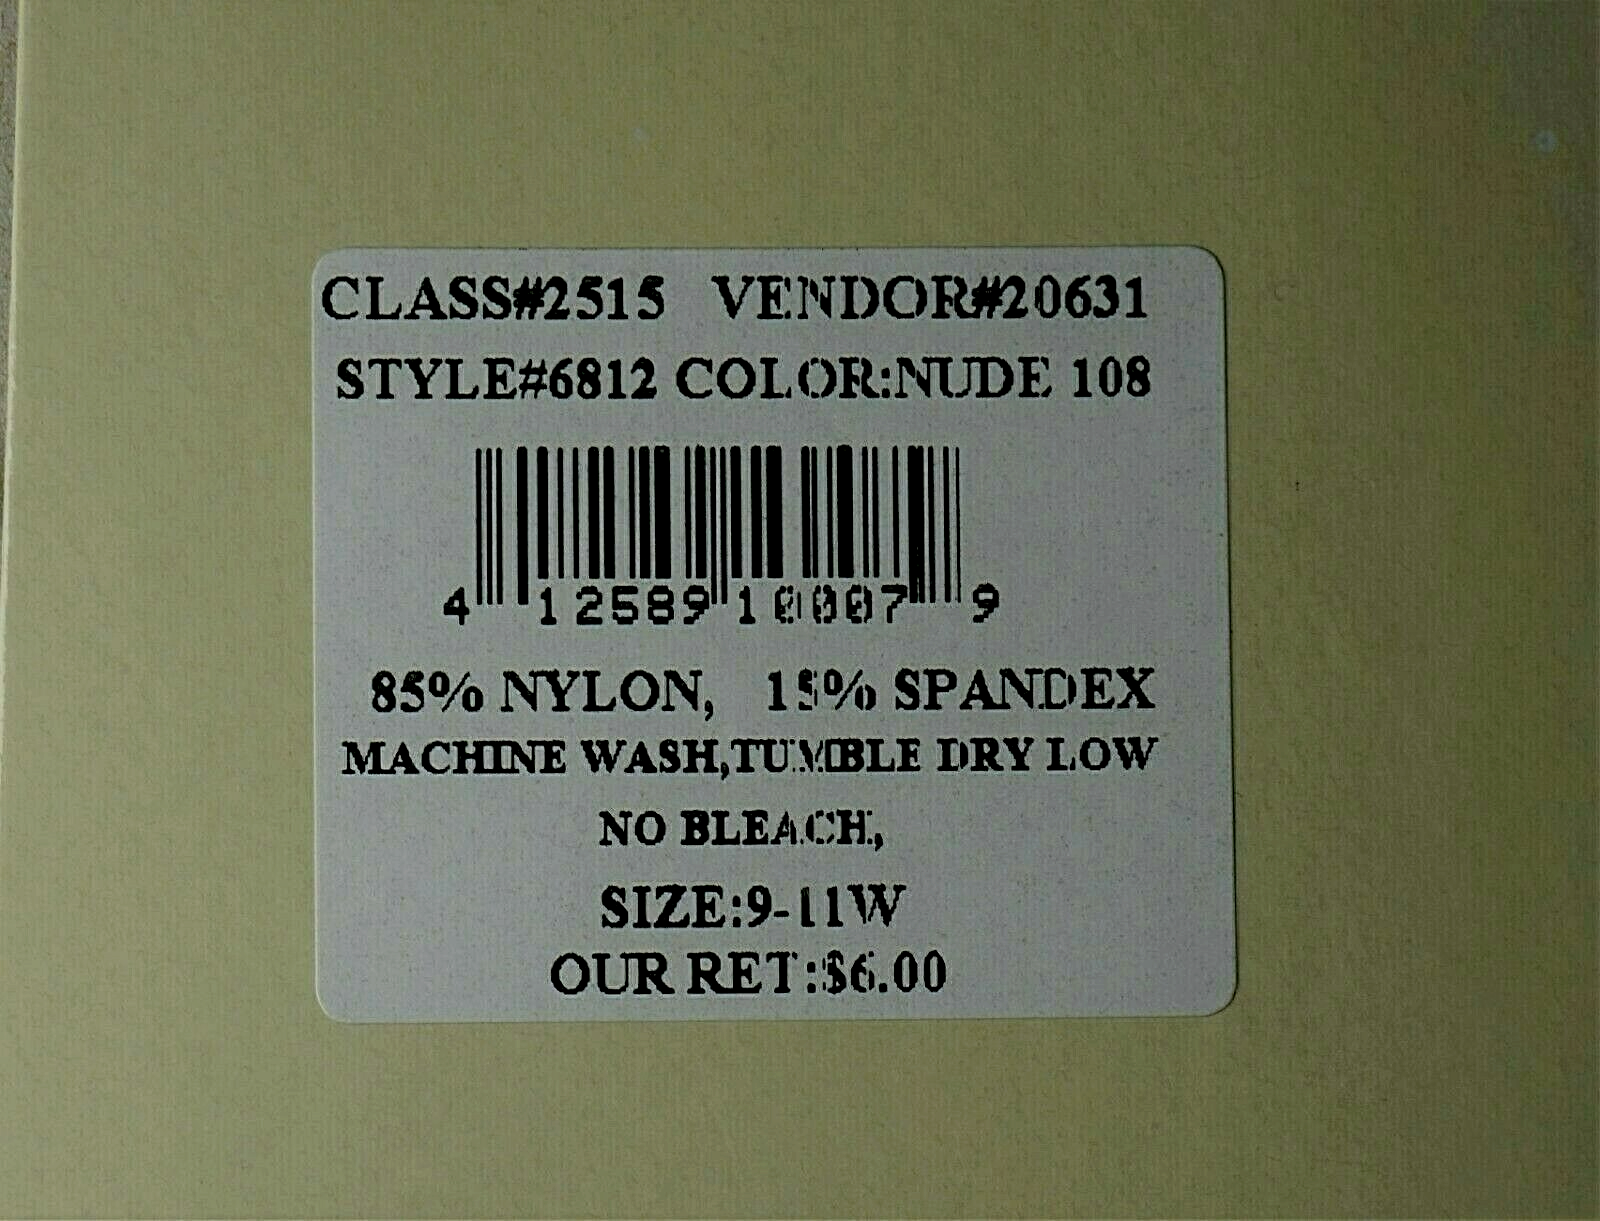 CLASS#2515 VENDOR#20631
STYLE#6812 COLOR:NUDE 108
4 12589 10007 9
85% NYLON, 15% SPANDEX
MACHINE WASH,TUMBLE DRY LOW
NO BLEACH,
SIZE:9-11W
OUR RET:$6.00